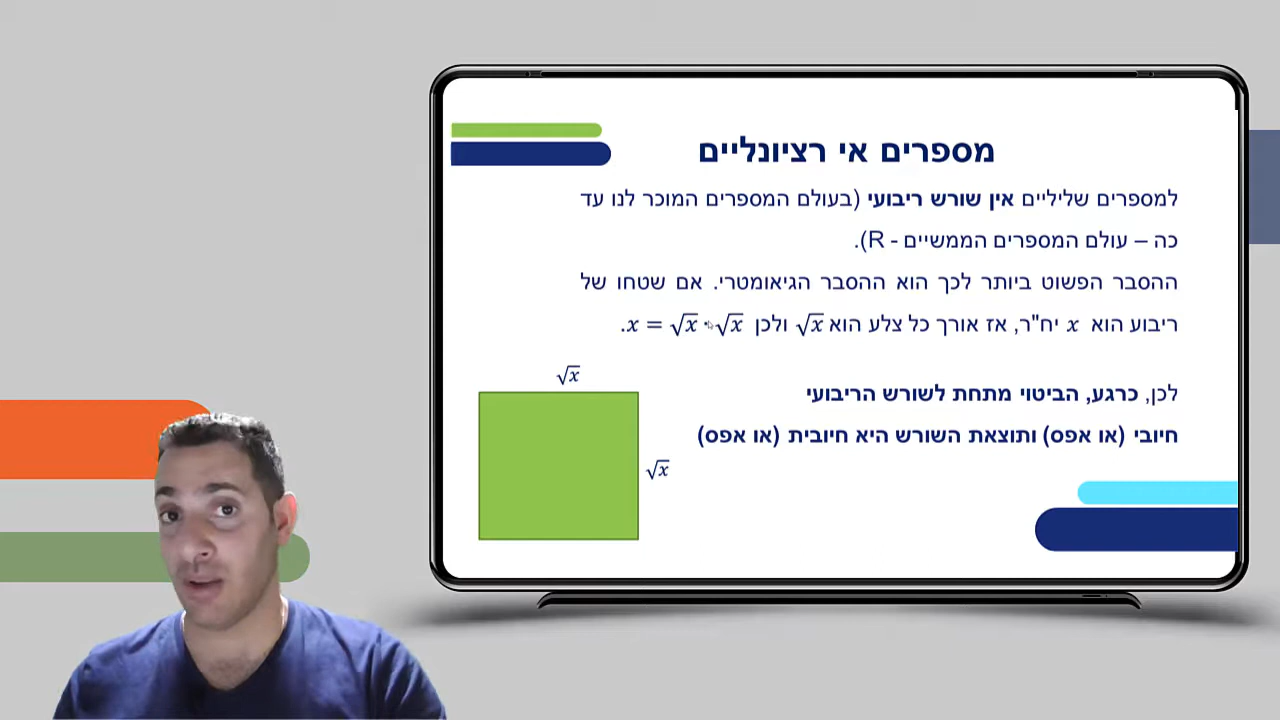 מספרים אי רציונליים
למספרים שליליים אין שורש ריבועי (בעולם המספרים המוכר לנו עד
כה – עולם המספרים הממשיים - R).
ההסבר הפשוט ביותר לכך הוא ההסבר הגיאומטרי. אם שטחו של
ריבוע הוא x יח"ר, אז אורך כל צלע הוא √x ולכן x = √x · √x.
√x
לכן, כרגע, הביטוי מתחת לשורש הריבועי
חיובי (או אפס) ותוצאת השורש היא חיובית (או אפס)
√x